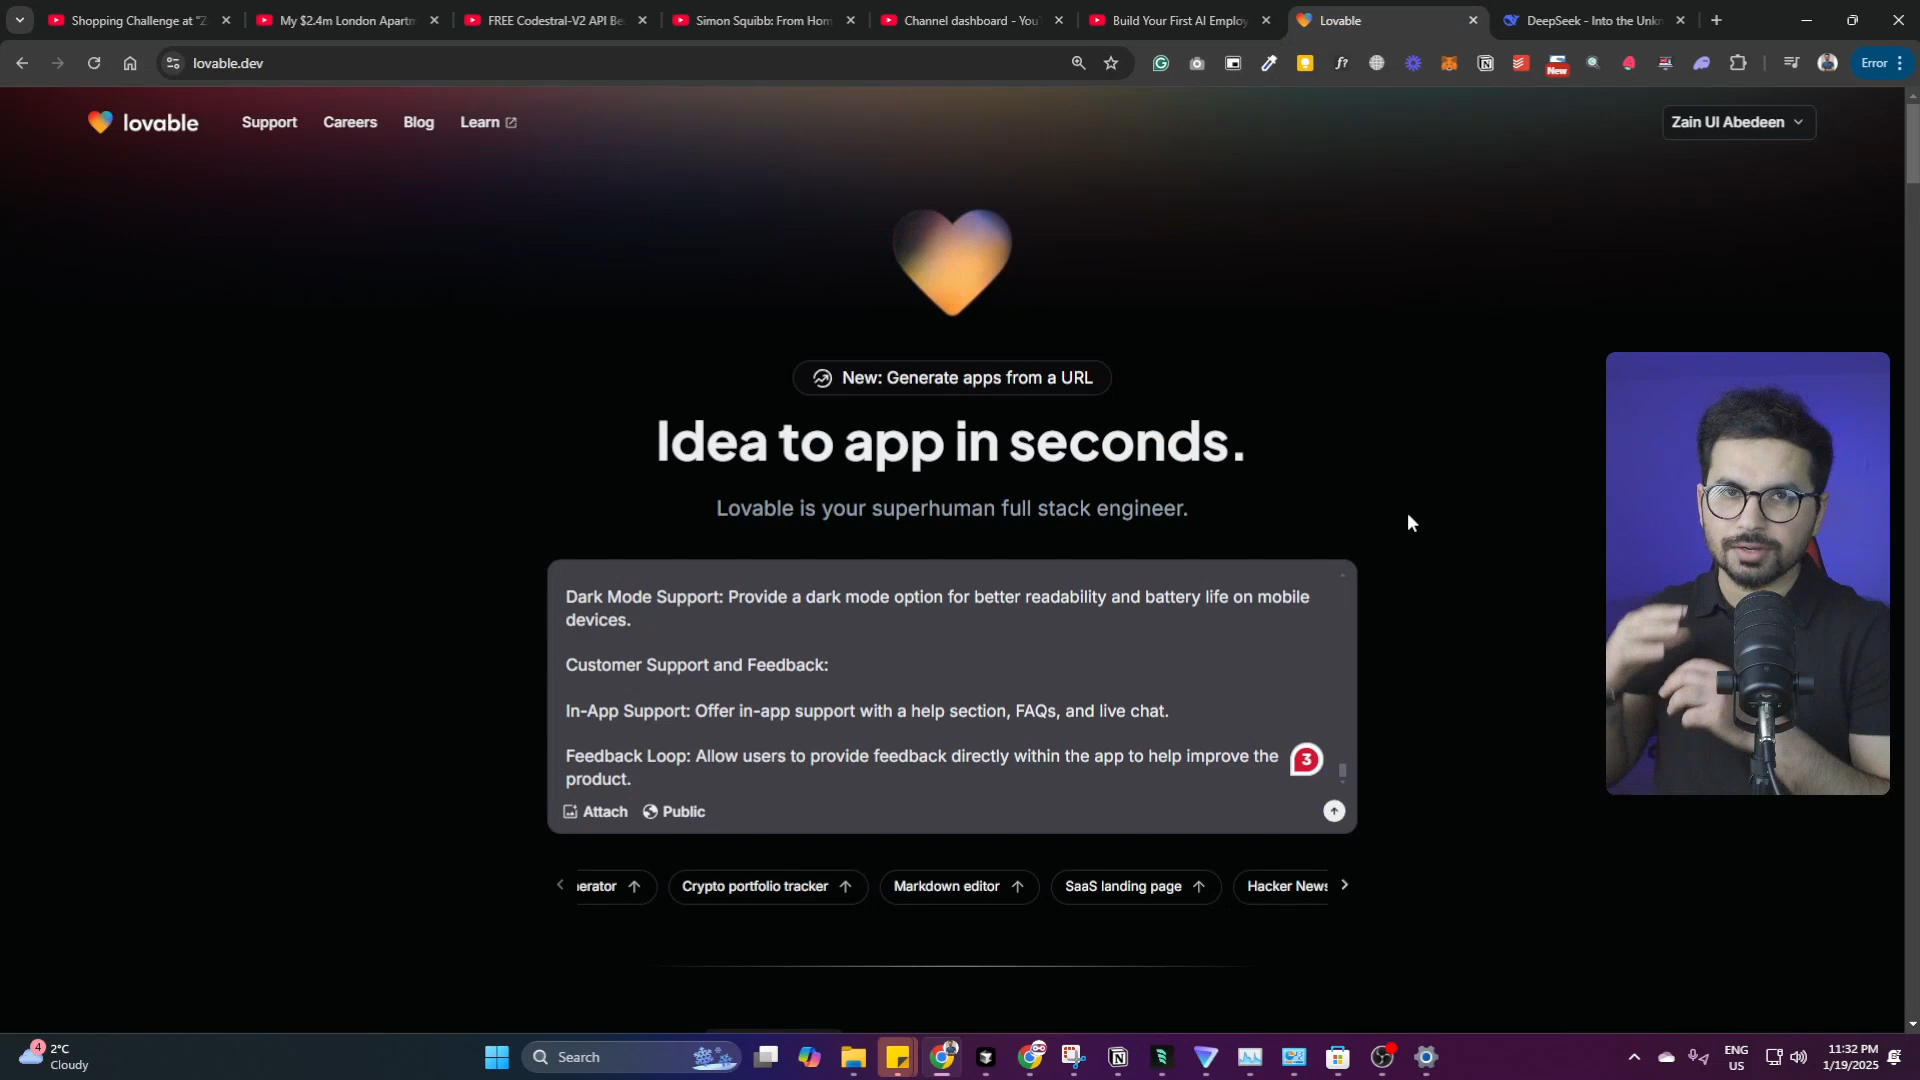 Shopping Challenge at "Z
My $2.4m London Apartm
FREE Codestral-V2 API Be
Simon Squibb: From Hom
Channel dashboard - YouT
Build Your First AI Employ
Lovable
DeepSeek - Into the Unkn
lovable.dev
New
Error
lovable
Support
Careers
Blog
Learn
Zain Ul Abedeen
New: Generate apps from a URL
Idea to app in seconds.
Lovable is your superhuman full stack engineer.
Dark Mode Support: Provide a dark mode option for better readability and battery life on mobile
devices.
Customer Support and Feedback:
In-App Support: Offer in-app support with a help section, FAQs, and live chat.
Feedback Loop: Allow users to provide feedback directly within the app to help improve the
product.
3
Attach
Public
nerator
Crypto portfolio tracker
Markdown editor
SaaS landing page
Hacker News
4
2°C
Cloudy
Search
ENG
US
11:32 PM
1/19/2025